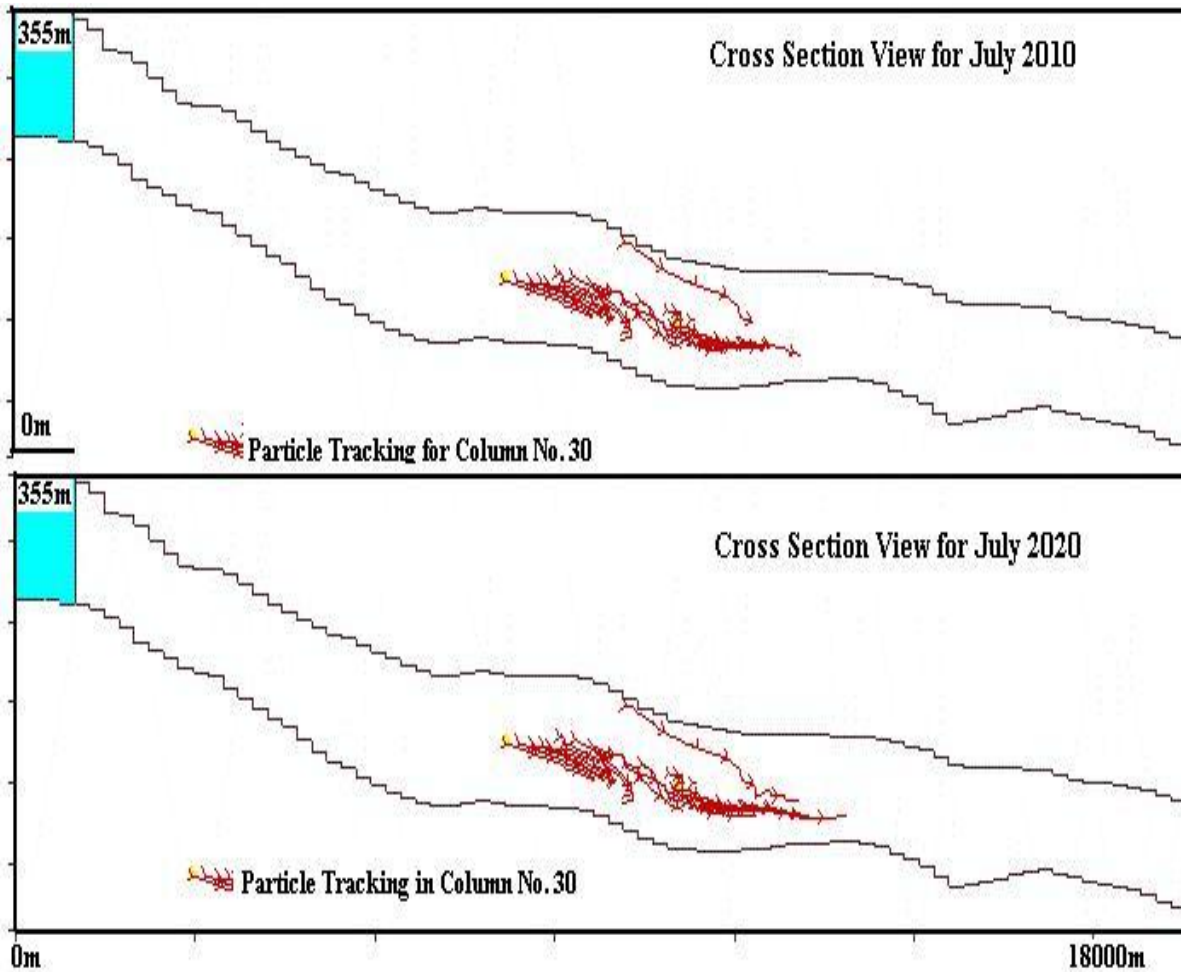 355m
Cross Section View for July 2010
0m
Particle Tracking for Column No. 30
355m
Cross Section View for July 2020
Particle Tracking in Column No. 30
0m
18000m